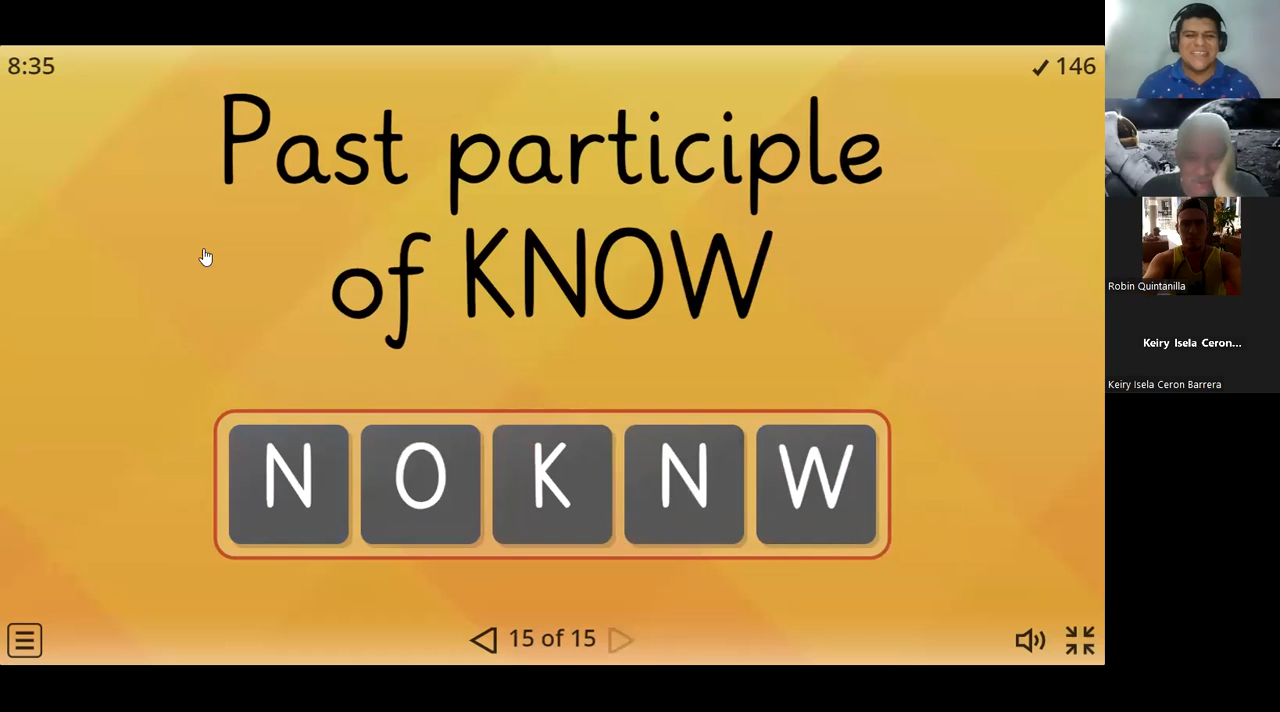 8:35
✓ 146
Past participle
of KNOW
N O K N W
15 of 15
Robin Quintanilla
Keiry Isela Ceron...
Keiry Isela Ceron Barrera